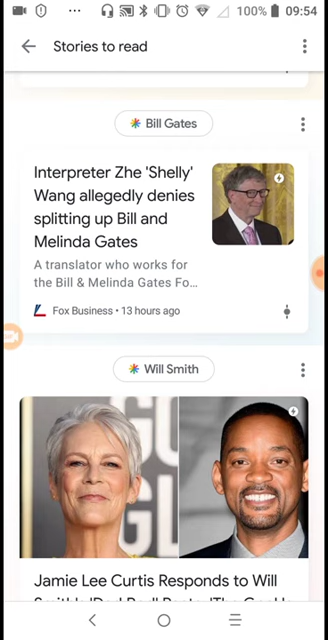 100% 09:54
Stories to read
Bill Gates
Interpreter Zhe 'Shelly'
Wang allegedly denies
splitting up Bill and
Melinda Gates
A translator who works for
the Bill & Melinda Gates Fo...
Fox Business • 13 hours ago
Will Smith
Jamie Lee Curtis Responds to Will